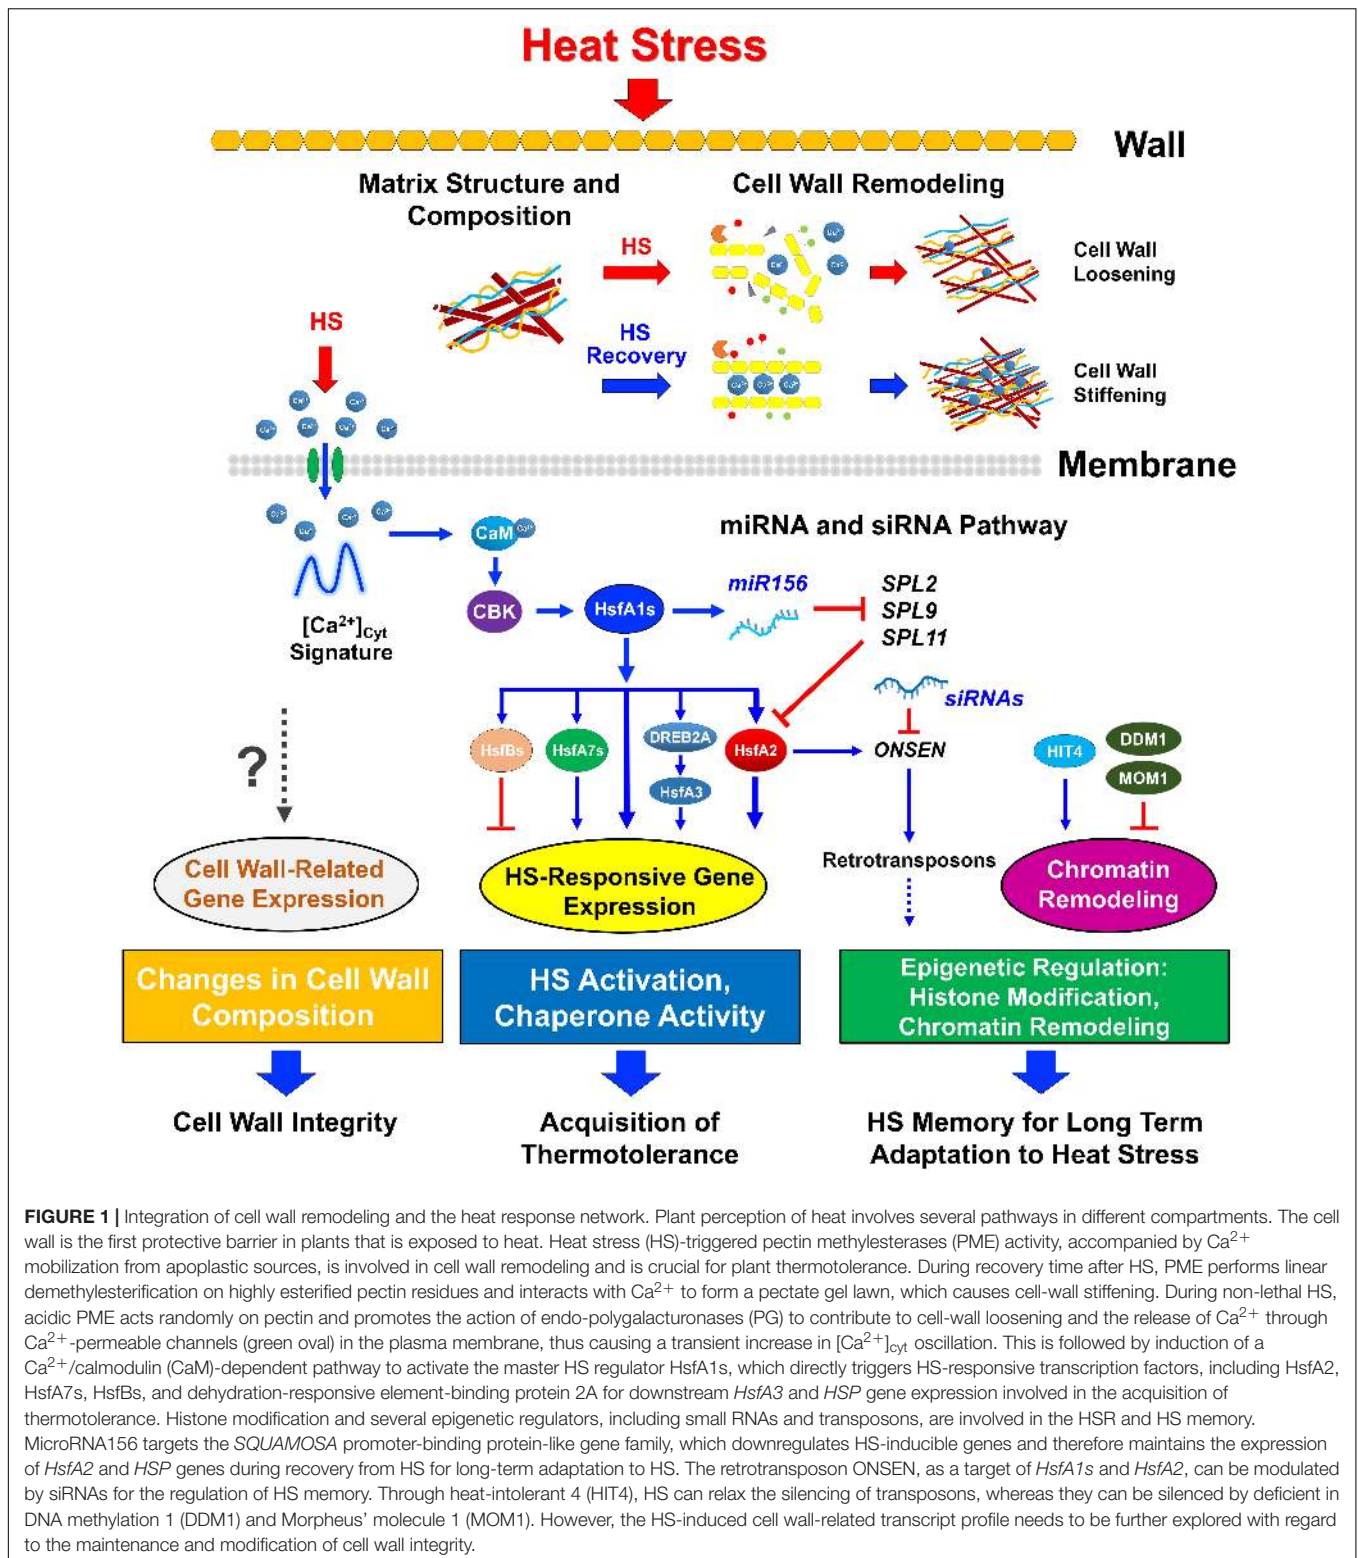 Heat Stress
Wall
Matrix Structure and
Composition
Cell Wall Remodeling
HS
Cell Wall
Loosening
HS
HS
Recovery
Cell Wall
Stiffening
Membrane
CaM
miRNA and siRNA Pathway
[Ca2+]Cyt
Signature
CBK
HsfA1s
miR156
SPL2
SPL9
SPL11
siRNAs
?
HsfBs
HsfA7s
DREB2A
HsfA3
HsfA2
ONSEN
HIT4
DDM1
MOM1
Cell Wall-Related
Gene Expression
HS-Responsive Gene
Expression
Retrotransposons
Chromatin
Remodeling
Changes in Cell Wall
Composition
HS Activation,
Chaperone Activity
Epigenetic Regulation:
Histone Modification,
Chromatin Remodeling
Cell Wall Integrity
Acquisition of
Thermotolerance
HS Memory for Long Term
Adaptation to Heat Stress
FIGURE 1 | Integration of cell wall remodeling and the heat response network. Plant perception of heat involves several pathways in different compartments. The cell
wall is the first protective barrier in plants that is exposed to heat. Heat stress (HS)-triggered pectin methylesterases (PME) activity, accompanied by Ca2+
mobilization from apoplastic sources, is involved in cell wall remodeling and is crucial for plant thermotolerance. During recovery time after HS, PME performs linear
demethylesterification on highly esterified pectin residues and interacts with Ca2+ to form a pectate gel lawn, which causes cell-wall stiffening. During non-lethal HS,
acidic PME acts randomly on pectin and promotes the action of endo-polygalacturonases (PG) to contribute to cell-wall loosening and the release of Ca2+ through
Ca2+-permeable channels (green oval) in the plasma membrane, thus causing a transient increase in [Ca2+]cyt oscillation. This is followed by induction of a
Ca2+/calmodulin (CaM)-dependent pathway to activate the master HS regulator HsfA1s, which directly triggers HS-responsive transcription factors, including HsfA2,
HsfA7s, HsfBs, and dehydration-responsive element-binding protein 2A for downstream HsfA3 and HSP gene expression involved in the acquisition of
thermotolerance. Histone modification and several epigenetic regulators, including small RNAs and transposons, are involved in the HSR and HS memory.
MicroRNA156 targets the SQUAMOSA promoter-binding protein-like gene family, which downregulates HS-inducible genes and therefore maintains the expression
of HsfA2 and HSP genes during recovery from HS for long-term adaptation to HS. The retrotransposon ONSEN, as a target of HsfA1s and HsfA2, can be modulated
by siRNAs for the regulation of HS memory. Through heat-intolerant 4 (HIT4), HS can relax the silencing of transposons, whereas they can be silenced by deficient in
DNA methylation 1 (DDM1) and Morpheus' molecule 1 (MOM1). However, the HS-induced cell wall-related transcript profile needs to be further explored with regard
to the maintenance and modification of cell wall integrity.